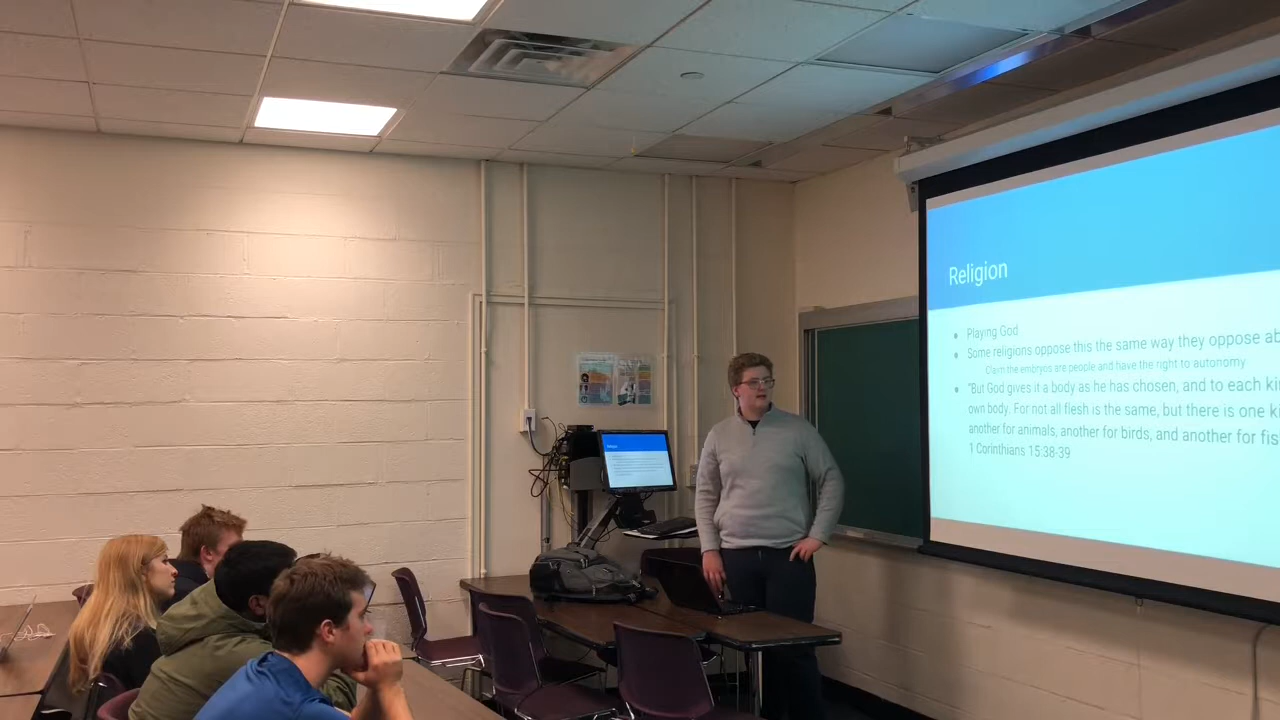 Religion
Playing God
Some religions oppose this the same way they oppose ab
Claim the embryos are people and have the right to autonomy
"But God gives it a body as he has chosen, and to each ki
own body. For not all flesh is the same, but there is one ki
another for animals, another for birds, and another for fis
1 Corinthians 15:38-39
Religion